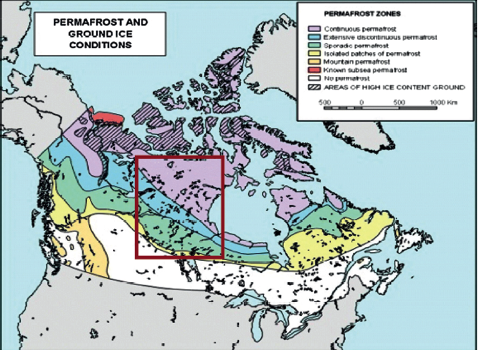 PERMAFROST AND
GROUND ICE
CONDITIONS
PERMAFROST ZONES
Continuous permafrost
Extensive discontinuous permafrost
Sporadic permafrost
Isolated patches of permafrost
Mountain permafrost
Known subsea permafrost
No permafrost
AREAS OF HIGH ICE CONTENT GROUND
500 0 500 1000 Km